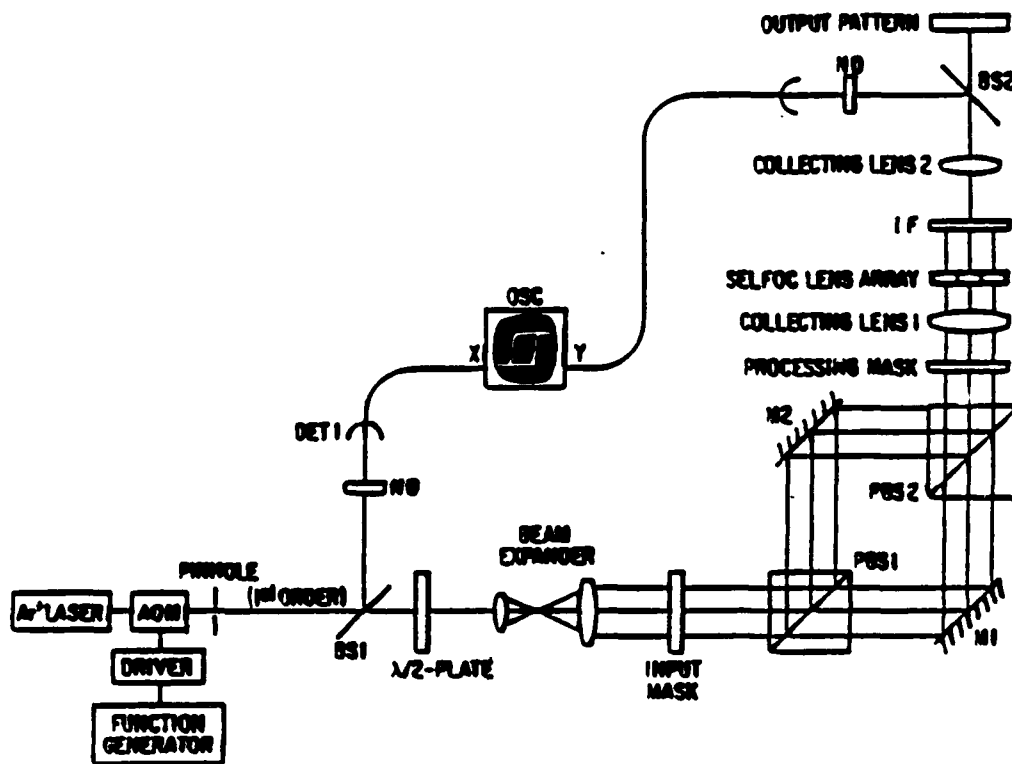 OUTPUT PATTERN
ND
BS2
COLLECTING LENS 2
IF
SELFOC LENS ARRAY
OSC
COLLECTING LENS 1
X
Y
PROCESSING MASK
M2
DET 1
ND
PBS2
BEAM
EXPANDER
PBS1
PINHOLE
(1st ORDER)
Ar+ LASER
AOM
BS1
M1
λ/2-PLATE
INPUT
MASK
DRIVER
FUNCTION
GENERATOR